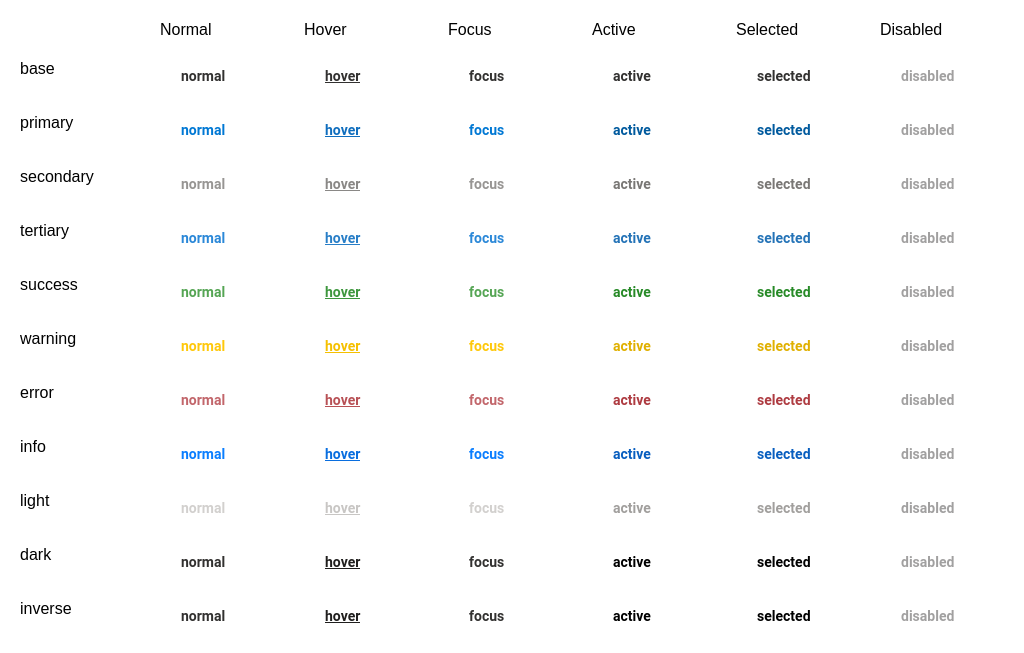 Normal Hover Focus Active Selected Disabled
base normal hover focus active selected disabled
primary normal hover focus active selected disabled
secondary normal hover focus active selected disabled
tertiary normal hover focus active selected disabled
success normal hover focus active selected disabled
warning normal hover focus active selected disabled
error normal hover focus active selected disabled
info normal hover focus active selected disabled
light normal hover focus active selected disabled
dark normal hover focus active selected disabled
inverse normal hover focus active selected disabled